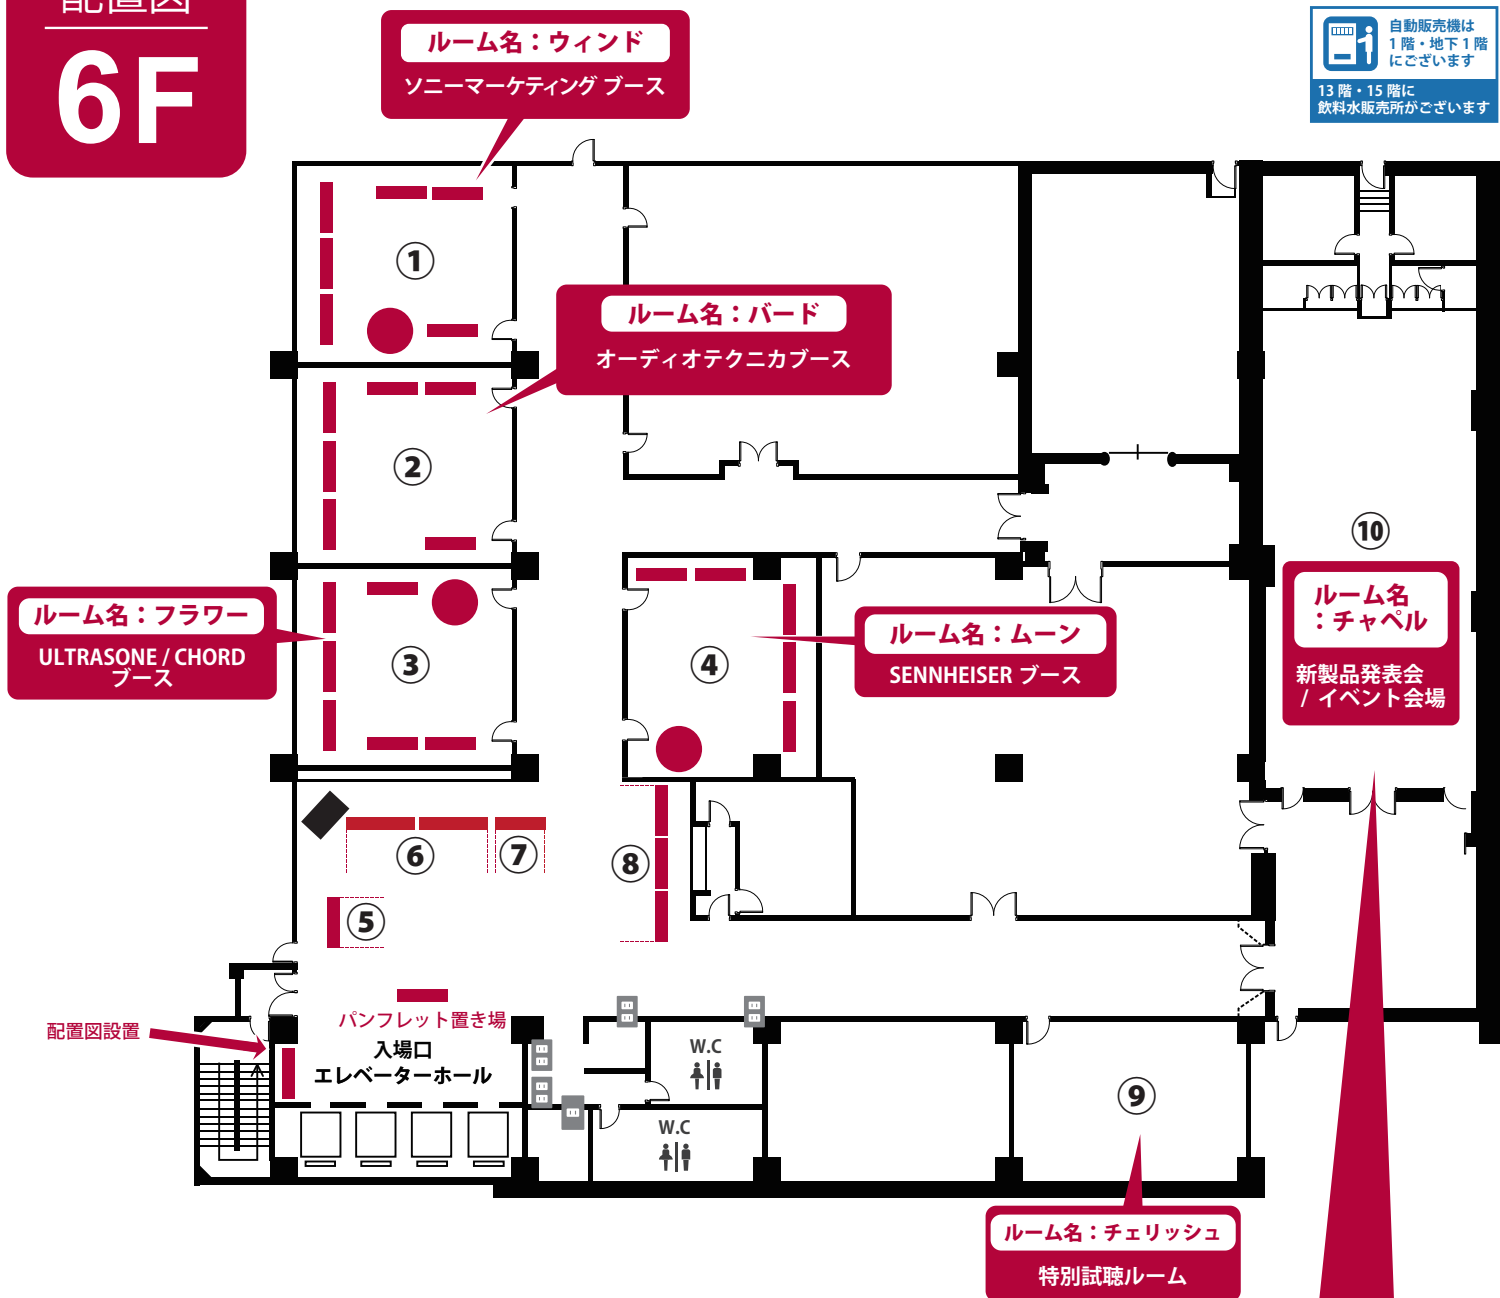 配置図
6F
ルーム名：ウィンド
ソニーマーケティング ブース
自動販売機は
1 階・地下 1 階
にございます
13 階・15 階に
飲料水販売所がございます
①
ルーム名：バード
オーディオテクニカブース
②
⑩
ルーム名
：チャペル
新製品発表会
/ イベント会場
ルーム名：フラワー
ULTRASONE / CHORD
ブース
③
④
ルーム名：ムーン
SENNHEISER ブース
⑥
⑦
⑧
⑤
パンフレット置き場
配置図設置
入場口
エレベーターホール
W.C
W.C
⑨
ルーム名：チェリッシュ
特別試聴ルーム